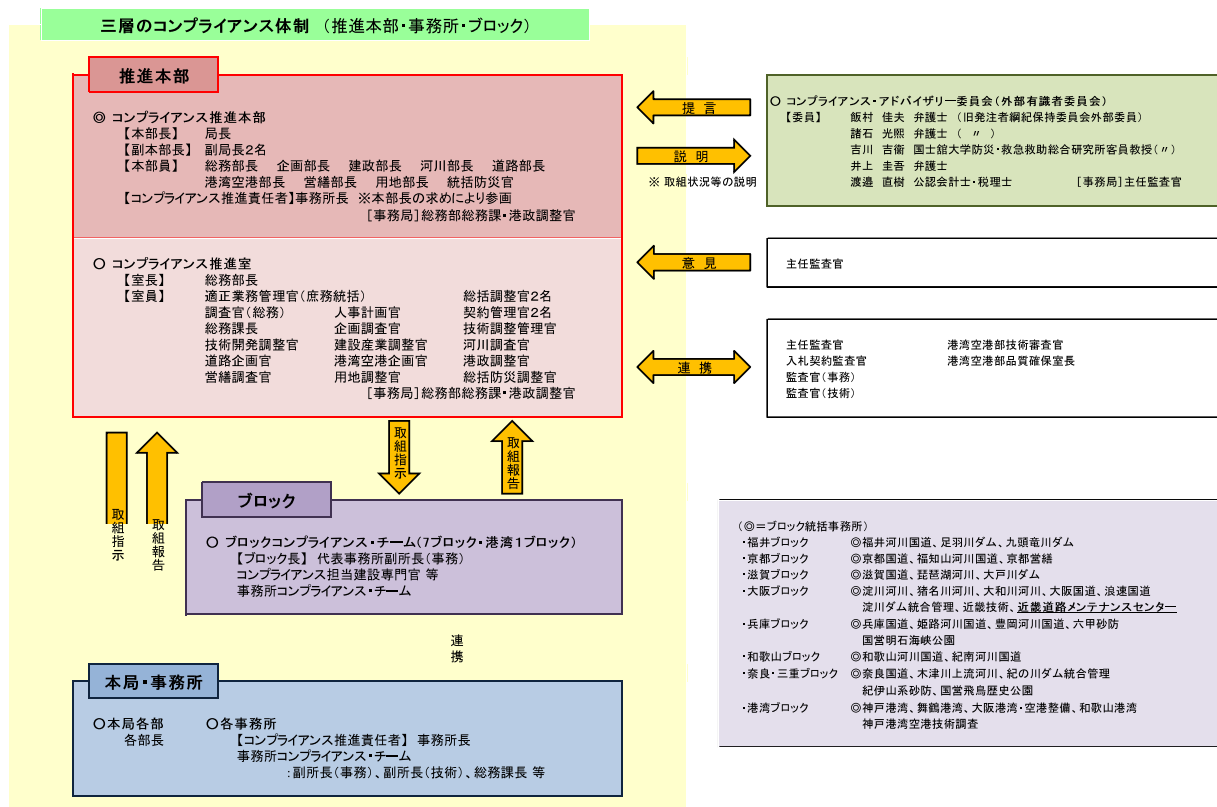 三層のコンプライアンス体制 （推進本部・事務所・ブロック）
推進本部
◎ コンプライアンス推進本部
【本部長】 局長
【副本部長】 副局長2名
【本部員】 総務部長 企画部長 建政部長 河川部長 道路部長
港湾空港部長 営繕部長 用地部長 統括防災官
【コンプライアンス推進責任者】事務所長 ※本部長の求めにより参画
［事務局］総務部総務課・港政調整官
○ コンプライアンス推進室
【室長】 総務部長
【室員】 適正業務管理官（庶務統括） 総括調整官2名
調査官（総務） 人事計画官 契約管理官2名
総務課長 企画調査官 技術調整管理官
技術開発調整官 建設産業調整官 河川調査官
道路企画官 港湾空港企画官 港政調整官
営繕調査官 用地調整官 総括防災調整官
［事務局］総務部総務課・港政調整官
提言
説明
※ 取組状況等の説明
意見
連携
○ コンプライアンス・アドバイザリー委員会（外部有識者委員会）
【委員】 飯村 佳夫 弁護士 （旧発注者綱紀保持委員会外部委員）
諸石 光熙 弁護士 （ 〃 ）
吉川 吉衞 国士舘大学防災・救急救助総合研究所客員教授（〃）
井上 圭吾 弁護士
渡邉 直樹 公認会計士・税理士 ［事務局］主任監査官
主任監査官
主任監査官 港湾空港部技術審査官
入札契約監査官 港湾空港部品質確保室長
監査官（事務）
監査官（技術）
取組指示
取組報告
取組指示
取組報告
ブロック
○ ブロックコンプライアンス・チーム（7ブロック・港湾1ブロック）
【ブロック長】 代表事務所副所長（事務）
コンプライアンス担当建設専門官 等
事務所コンプライアンス・チーム
連携
本局・事務所
○本局各部 ○各事務所
各部長 【コンプライアンス推進責任者】 事務所長
事務所コンプライアンス・チーム
：副所長（事務）、副所長（技術）、総務課長 等
（◎＝ブロック統括事務所）
・福井ブロック ◎福井河川国道、足羽川ダム、九頭竜川ダム
・京都ブロック ◎京都国道、福知山河川国道、京都営繕
・滋賀ブロック ◎滋賀国道、琵琶湖河川、大戸川ダム
・大阪ブロック ◎淀川河川、猪名川河川、大和川河川、大阪国道、浪速国道
淀川ダム統合管理、近畿技術、近畿道路メンテナンスセンター
・兵庫ブロック ◎兵庫国道、姫路河川国道、豊岡河川国道、六甲砂防
国営明石海峡公園
・和歌山ブロック ◎和歌山河川国道、紀南河川国道
・奈良・三重ブロック ◎奈良国道、木津川上流河川、紀の川ダム統合管理
紀伊山系砂防、国営飛鳥歴史公園
・港湾ブロック ◎神戸港湾、舞鶴港湾、大阪港湾・空港整備、和歌山港湾
神戸港湾空港技術調査